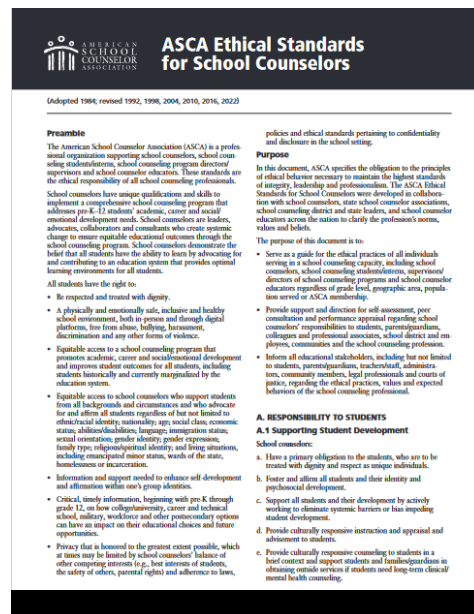 AMERICAN
SCHOOL
COUNSELOR
ASSOCIATION
ASCA Ethical Standards
for School Counselors
(Adopted 1984; revised 1992, 1998, 2004, 2010, 2016, 2022)
Preamble
The American School Counselor Association (ASCA) is a profes-
sional organization supporting school counselors, school coun-
seling students/interns, school counseling program directors/
supervisors and school counselor educators. These standards are
the ethical responsibility of all school counseling professionals.
School counselors have unique qualifications and skills to
implement a comprehensive school counseling program that
addresses pre-K–12 students' academic, career and social/
emotional development needs. School counselors are leaders,
advocates, collaborators and consultants who create systemic
change to ensure equitable educational outcomes through the
school counseling program. School counselors demonstrate the
belief that all students have the ability to learn by advocating for
and contributing to an education system that provides optimal
learning environments for all students.
All students have the right to:
• Be respected and treated with dignity.
• A physically and emotionally safe, inclusive and healthy
school environment, both in-person and through digital
platforms, free from abuse, bullying, harassment,
discrimination and any other forms of violence.
• Equitable access to a school counseling program that
promotes academic, career and social/emotional development
and improves student outcomes for all students, including
students historically and currently marginalized by the
education system.
• Equitable access to school counselors who support students
from all backgrounds and circumstances and who advocate
for and affirm all students regardless of but not limited to
ethnic/racial identity; nationality; age; social class; economic
status; abilities/disabilities; language; immigration status;
sexual orientation; gender identity; gender expression;
family type; religious/spiritual identity; and living situations,
including emancipated minor status, wards of the state,
homelessness or incarceration.
• Information and support needed to enhance self-development
and affirmation within one's group identities.
• Critical, timely information, beginning with pre-K through
grade 12, on how college/university, career and technical
school, military, workforce and other postsecondary options
can have an impact on their educational choices and future
opportunities.
• Privacy that is honored to the greatest extent possible, which
at times may be limited by school counselors' balance of
other competing interests (e.g., best interests of students,
the safety of others, parental rights) and adherence to laws,
policies and ethical standards pertaining to confidentiality
and disclosure in the school setting.
Purpose
In this document, ASCA specifies the obligation to the principles
of ethical behavior necessary to maintain the highest standards
of integrity, leadership and professionalism. The ASCA Ethical
Standards for School Counselors were developed in collabora-
tion with school counselors, state school counselor associations,
school counseling district and state leaders, and school counselor
educators across the nation to clarify the profession's norms,
values and beliefs.
The purpose of this document is to:
• Serve as a guide for the ethical practices of all individuals
serving in a school counseling capacity, including school
counselors, school counseling students/interns, supervisors/
directors of school counseling programs and school counselor
educators regardless of grade level, geographic area, popula-
tion served or ASCA membership.
• Provide support and direction for self-assessment, peer
consultation and performance appraisal regarding school
counselors' responsibilities to students, parents/guardians,
colleagues and professional associates, school district and em-
ployees, communities and the school counseling profession.
• Inform all educational stakeholders, including but not limited
to students, parents/guardians, teachers/staff, administra-
tors, community members, legal professionals and courts of
justice, regarding the ethical practices, values and expected
behaviors of the school counseling professional.
A. RESPONSIBILITY TO STUDENTS
A.1 Supporting Student Development
School counselors:
a. Have a primary obligation to the students, who are to be
treated with dignity and respect as unique individuals.
b. Foster and affirm all students and their identity and
psychosocial development.
c. Support all students and their development by actively
working to eliminate systemic barriers or bias impeding
student development.
d. Provide culturally responsive instruction and appraisal and
advisement to students.
e. Provide culturally responsive counseling to students in a
brief context and support students and families/guardians in
obtaining outside services if students need long-term clinical/
mental health counseling.